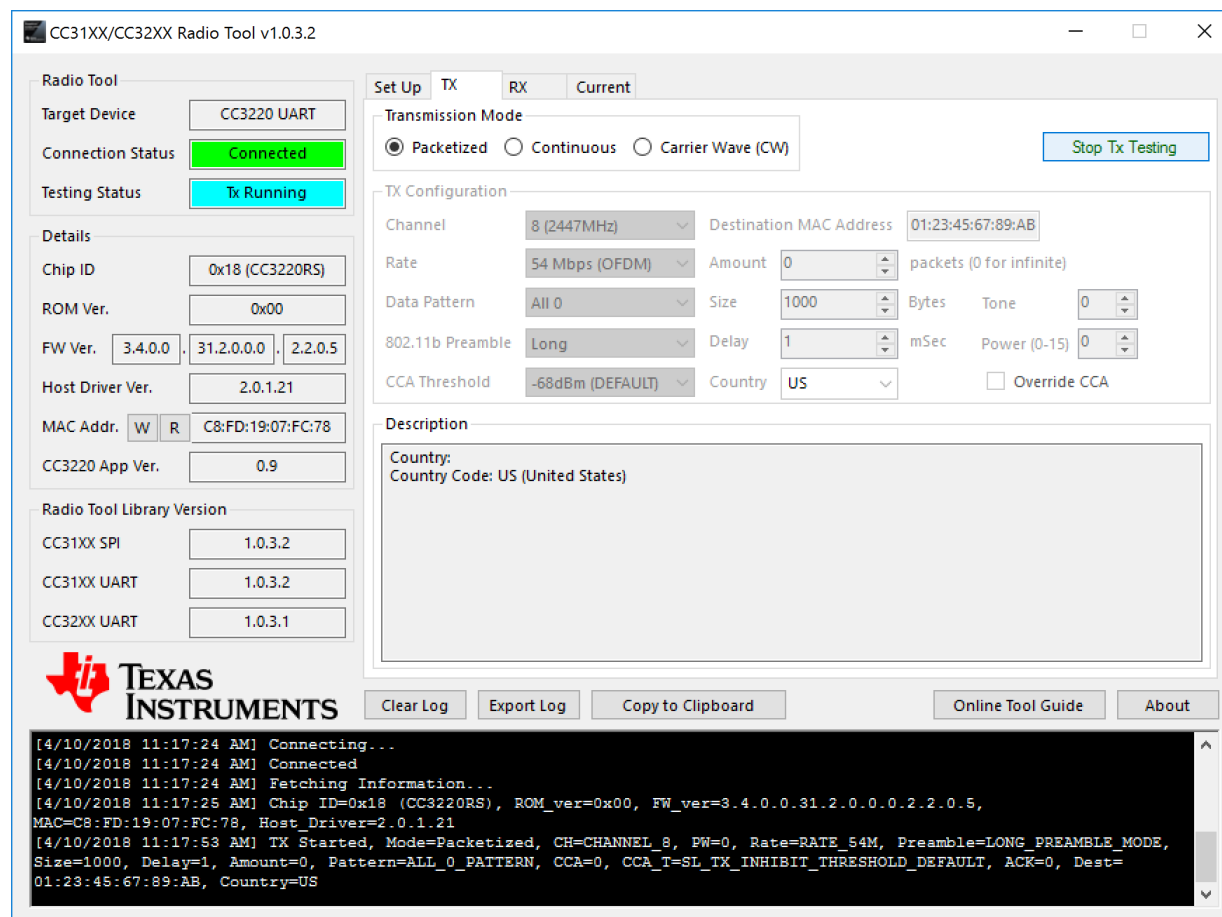 CC31XX/CC32XX Radio Tool v1.0.3.2
Radio Tool
Target Device CC3220 UART
Connection Status Connected
Testing Status Tx Running
Details
Chip ID 0x18 (CC3220RS)
ROM Ver. 0x00
FW Ver. 3.4.0.0 . 31.2.0.0.0 . 2.2.0.5
Host Driver Ver. 2.0.1.21
MAC Addr. W R C8:FD:19:07:FC:78
CC3220 App Ver. 0.9
Radio Tool Library Version
CC31XX SPI 1.0.3.2
CC31XX UART 1.0.3.2
CC32XX UART 1.0.3.1
TEXAS
INSTRUMENTS
Set Up TX RX Current
Transmission Mode
Packetized Continuous Carrier Wave (CW)
Stop Tx Testing
TX Configuration
Channel 8 (2447MHz) Destination MAC Address 01:23:45:67:89:AB
Rate 54 Mbps (OFDM) Amount 0 packets (0 for infinite)
Data Pattern All 0 Size 1000 Bytes Tone 0
802.11b Preamble Long Delay 1 mSec Power (0-15) 0
CCA Threshold -68dBm (DEFAULT) Country US Override CCA
Description
Country:
Country Code: US (United States)
Clear Log Export Log Copy to Clipboard Online Tool Guide About
[4/10/2018 11:17:24 AM] Connecting...
[4/10/2018 11:17:24 AM] Connected
[4/10/2018 11:17:24 AM] Fetching Information...
[4/10/2018 11:17:25 AM] Chip ID=0x18 (CC3220RS), ROM_ver=0x00, FW_ver=3.4.0.0.31.2.0.0.0.2.2.0.5,
MAC=C8:FD:19:07:FC:78, Host_Driver=2.0.1.21
[4/10/2018 11:17:53 AM] TX Started, Mode=Packetized, CH=CHANNEL_8, PW=0, Rate=RATE_54M, Preamble=LONG_PREAMBLE_MODE,
Size=1000, Delay=1, Amount=0, Pattern=ALL_0_PATTERN, CCA=0, CCA_T=SL_TX_INHIBIT_THRESHOLD_DEFAULT, ACK=0, Dest=
01:23:45:67:89:AB, Country=US